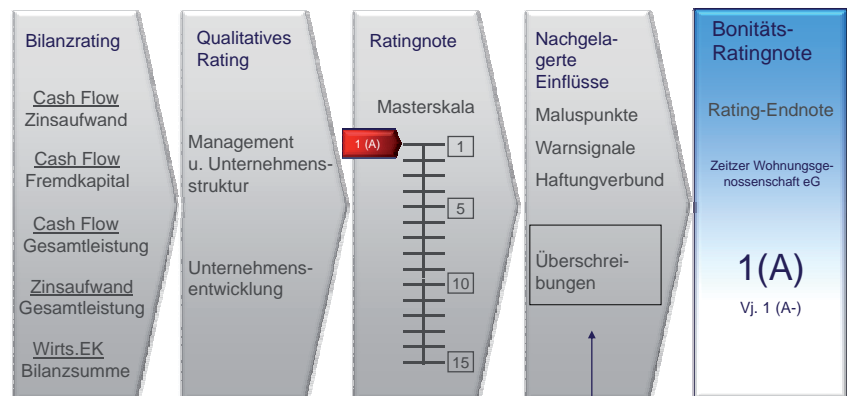 Bilanzrating
Cash Flow
Zinsaufwand
Cash Flow
Fremdkapital
Cash Flow
Gesamtleistung
Zinsaufwand
Gesamtleistung
Wirts.EK
Bilanzsumme
Qualitatives
Rating
Management
u. Unternehmens-
struktur
Unternehmens-
entwicklung
Ratingnote
Masterskala
1 (A)
1
5
10
15
Nachgela-
gerte
Einflüsse
Maluspunkte
Warnsignale
Haftungverbund
Überschrei-
bungen
Bonitäts-
Ratingnote
Rating-Endnote
Zeitzer Wohnungsge-
nossenschaft eG
1(A)
Vj. 1 (A-)